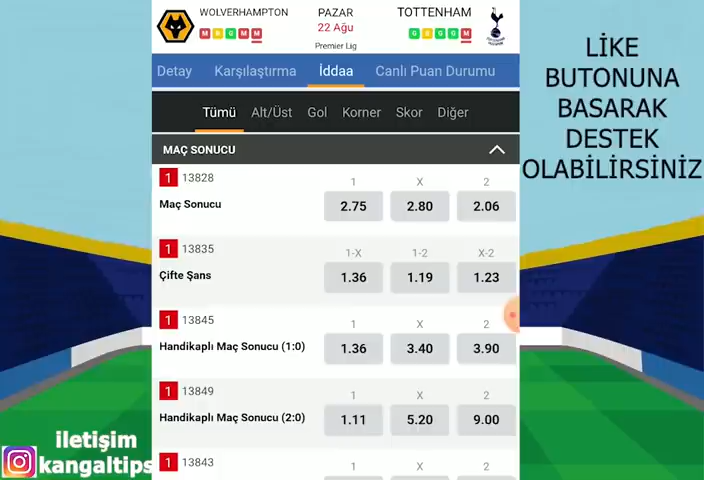 WOLVERHAMPTON
M B G M M
PAZAR
22 Ağu
Premier Lig
TOTTENHAM
G B G G M
Detay Karşılaştırma İddaa Canlı Puan Durumu
Tümü Alt/Üst Gol Korner Skor Diğer
MAÇ SONUCU
1 13828 1 X 2
Maç Sonucu 2.75 2.80 2.06
1 13835 1-X 1-2 X-2
Çifte Şans 1.36 1.19 1.23
1 13845 1 X 2
Handikaplı Maç Sonucu (1:0) 1.36 3.40 3.90
1 13849 1 X 2
Handikaplı Maç Sonucu (2:0) 1.11 5.20 9.00
1 13843 1 X 2
LİKE
BUTONUNA
BASARAK
DESTEK
OLABİLİRSİNİZ
iletişim
kangaltips